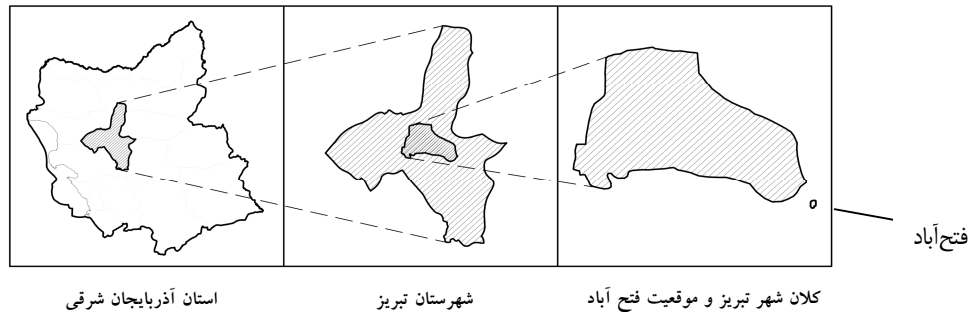 فتح‌آباد
کلان شهر تبریز و موقعیت فتح آباد
شهرستان تبریز
استان آذربایجان شرقی